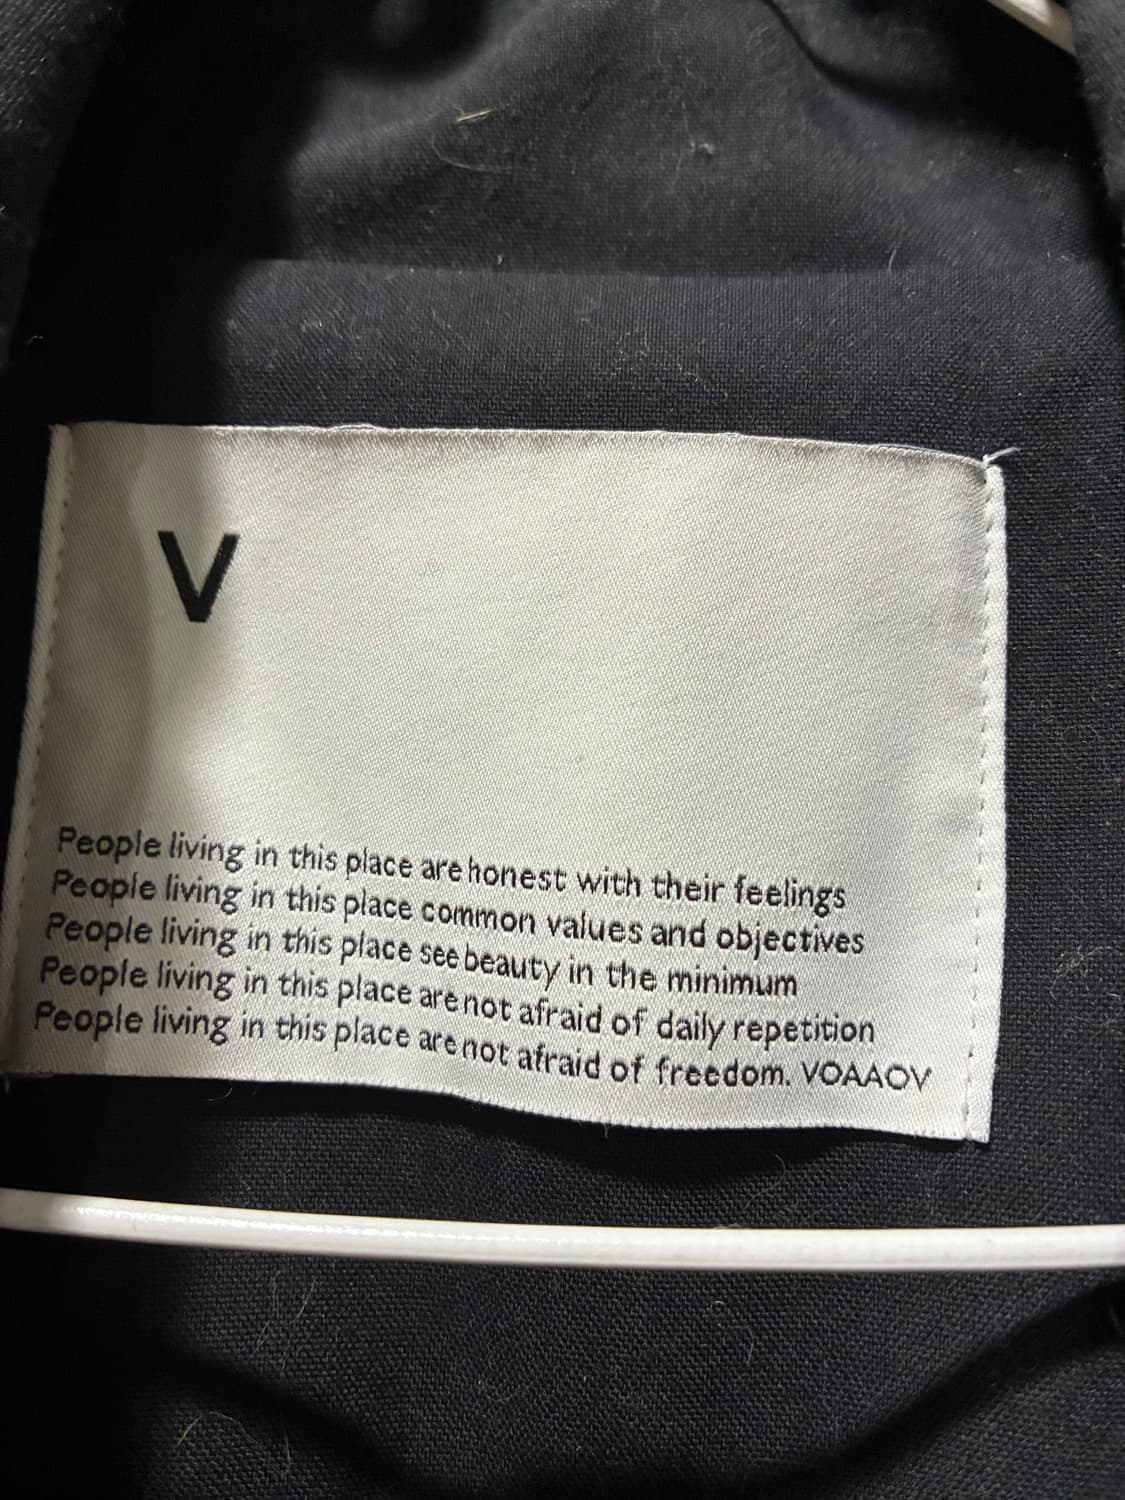 V
People living in this place are honest with their feelings
People living in this place common values and objectives
People living in this place see beauty in the minimum
People living in this place are not afraid of daily repetition
People living in this place are not afraid of freedom. VOAAOV